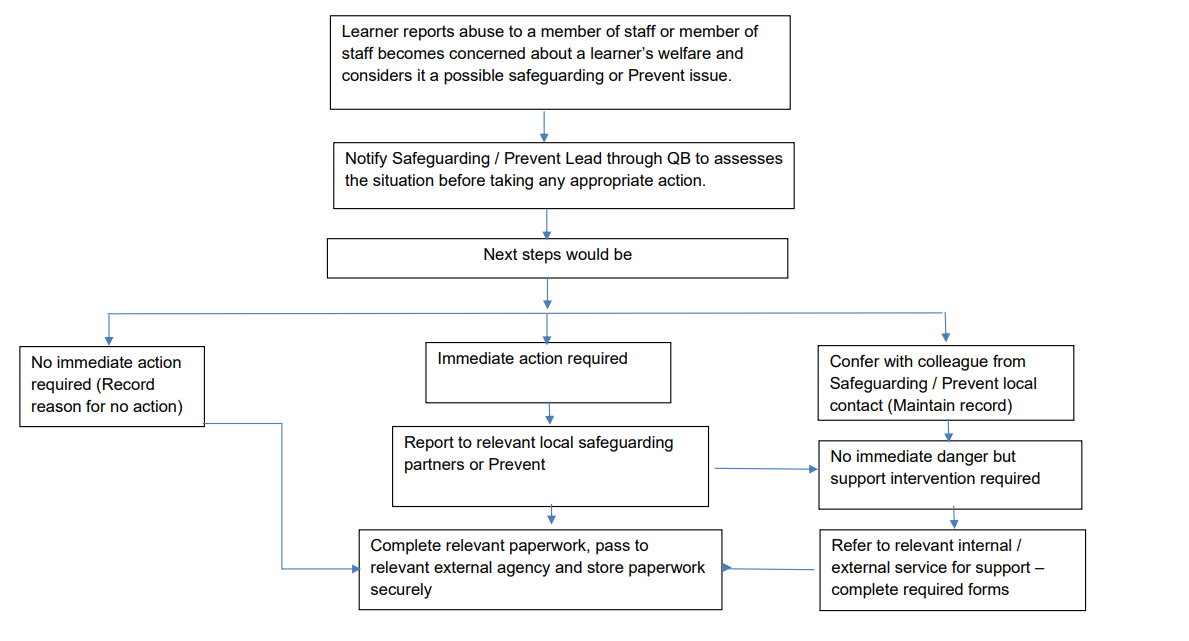 Learner reports abuse to a member of staff or member of
staff becomes concerned about a learner’s welfare and
considers it a possible safeguarding or Prevent issue.
Notify Safeguarding / Prevent Lead through QB to assesses
the situation before taking any appropriate action.
Next steps would be
No immediate action
required (Record
reason for no action)
Immediate action required
Confer with colleague from
Safeguarding / Prevent local
contact (Maintain record)
Report to relevant local safeguarding
partners or Prevent
No immediate danger but
support intervention required
Complete relevant paperwork, pass to
relevant external agency and store paperwork
securely
Refer to relevant internal /
external service for support –
complete required forms